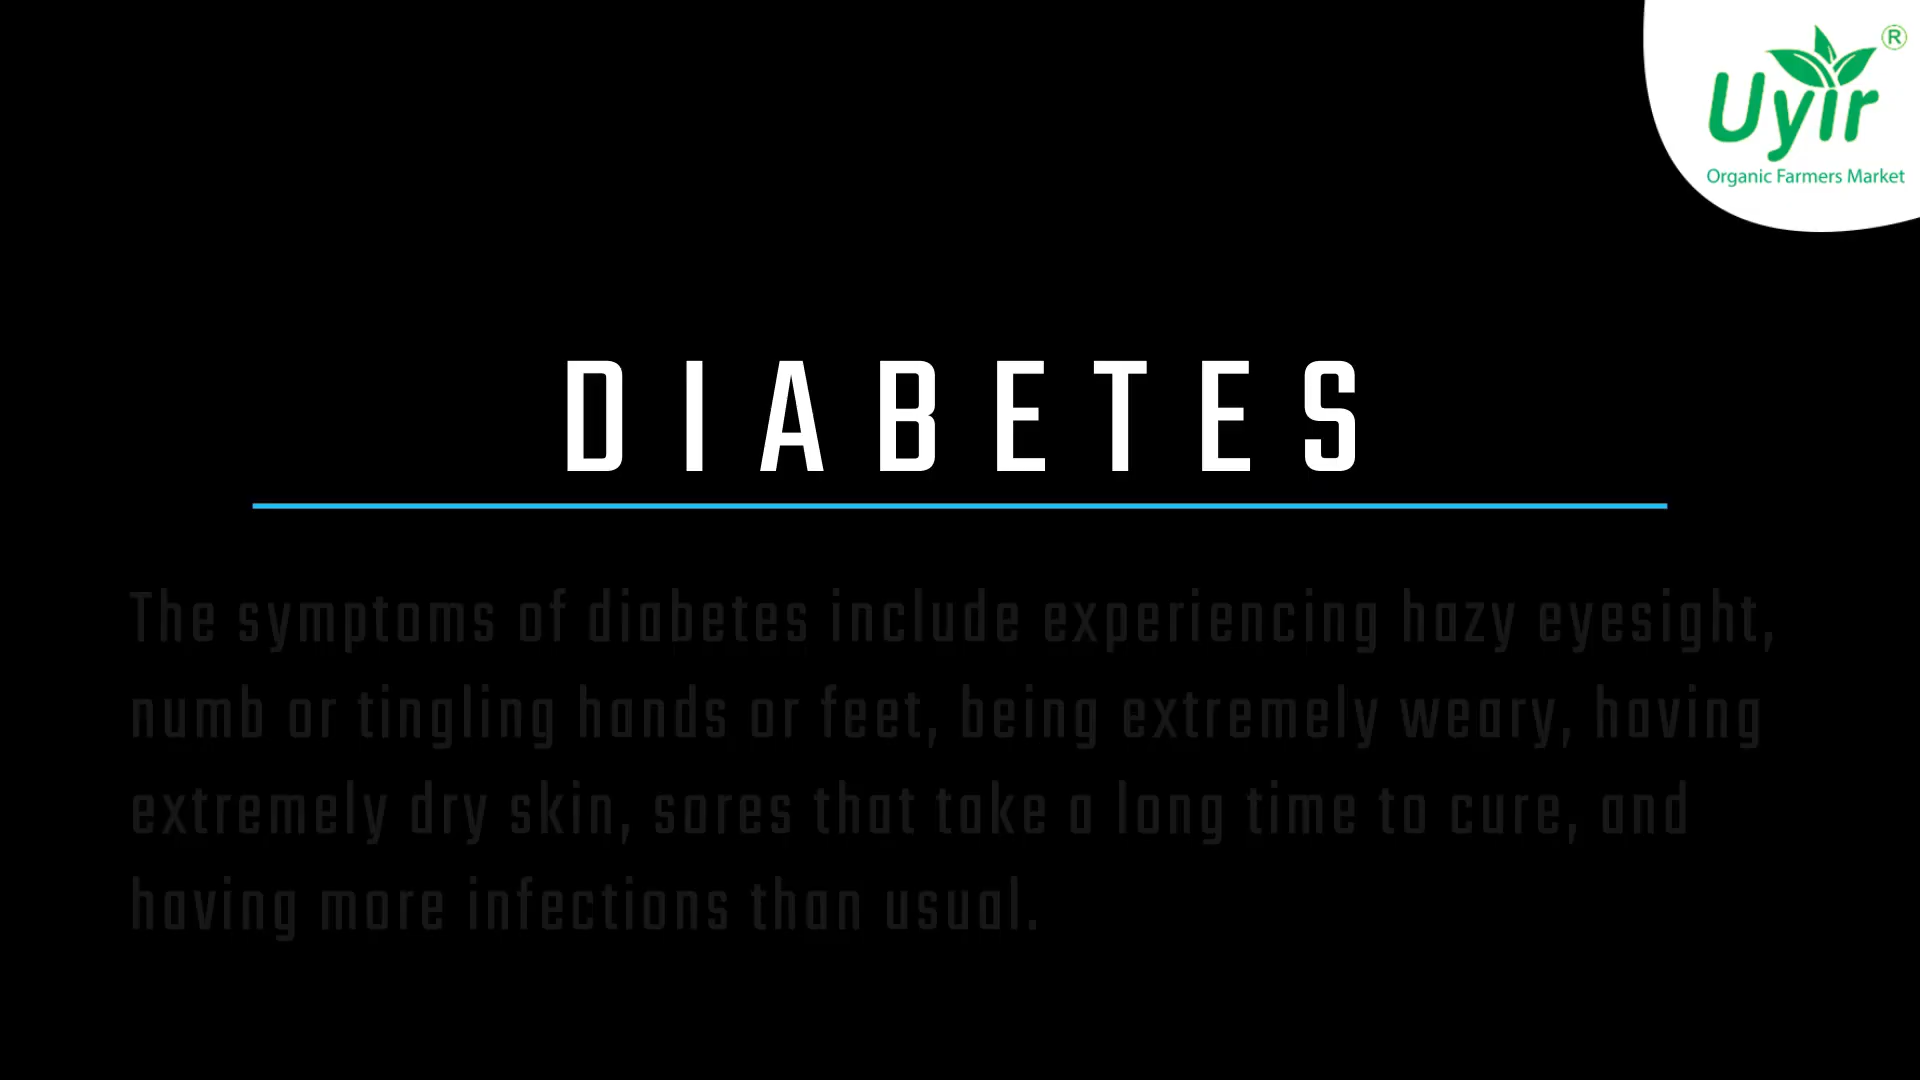 Uyir ®
Organic Farmers Market
DIABETES
The symptoms of diabetes include experiencing hazy eyesight,
numb or tingling hands or feet, being extremely weary, having
extremely dry skin, sores that take a long time to cure, and
having more infections than usual.